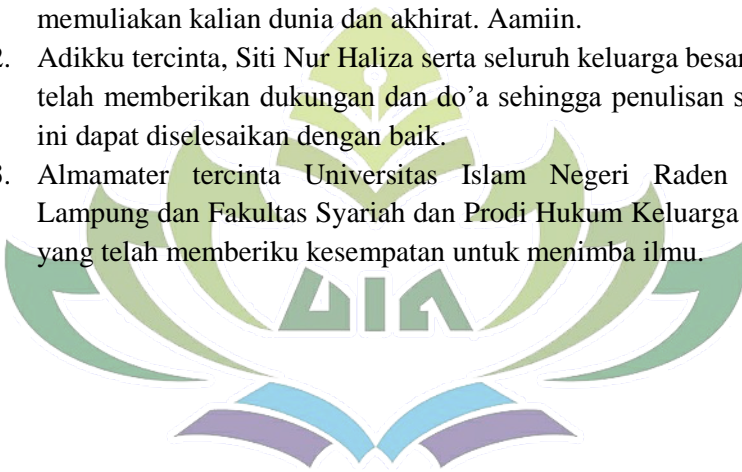 memuliakan kalian dunia dan akhirat. Aamiin.
2. Adikku tercinta, Siti Nur Haliza serta seluruh keluarga besar
telah memberikan dukungan dan do’a sehingga penulisan s
ini dapat diselesaikan dengan baik.
3. Almamater tercinta Universitas Islam Negeri Raden
Lampung dan Fakultas Syariah dan Prodi Hukum Keluarga
yang telah memberiku kesempatan untuk menimba ilmu.
UIN